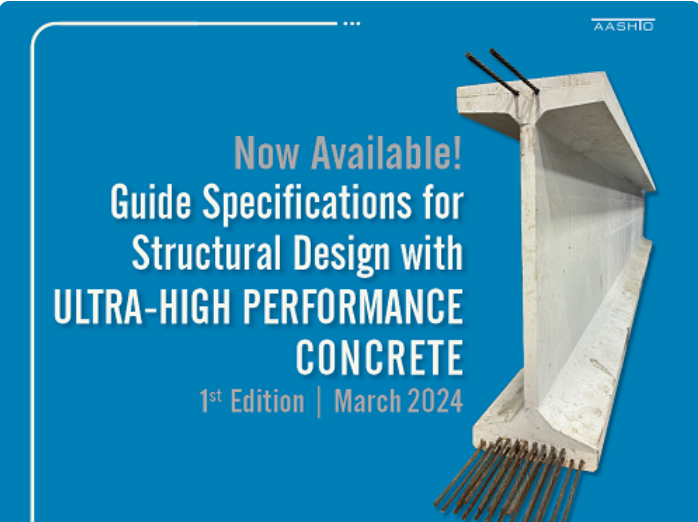 AASHTO
Now Available!
Guide Specifications for
Structural Design with
ULTRA-HIGH PERFORMANCE
CONCRETE
1st Edition | March 2024